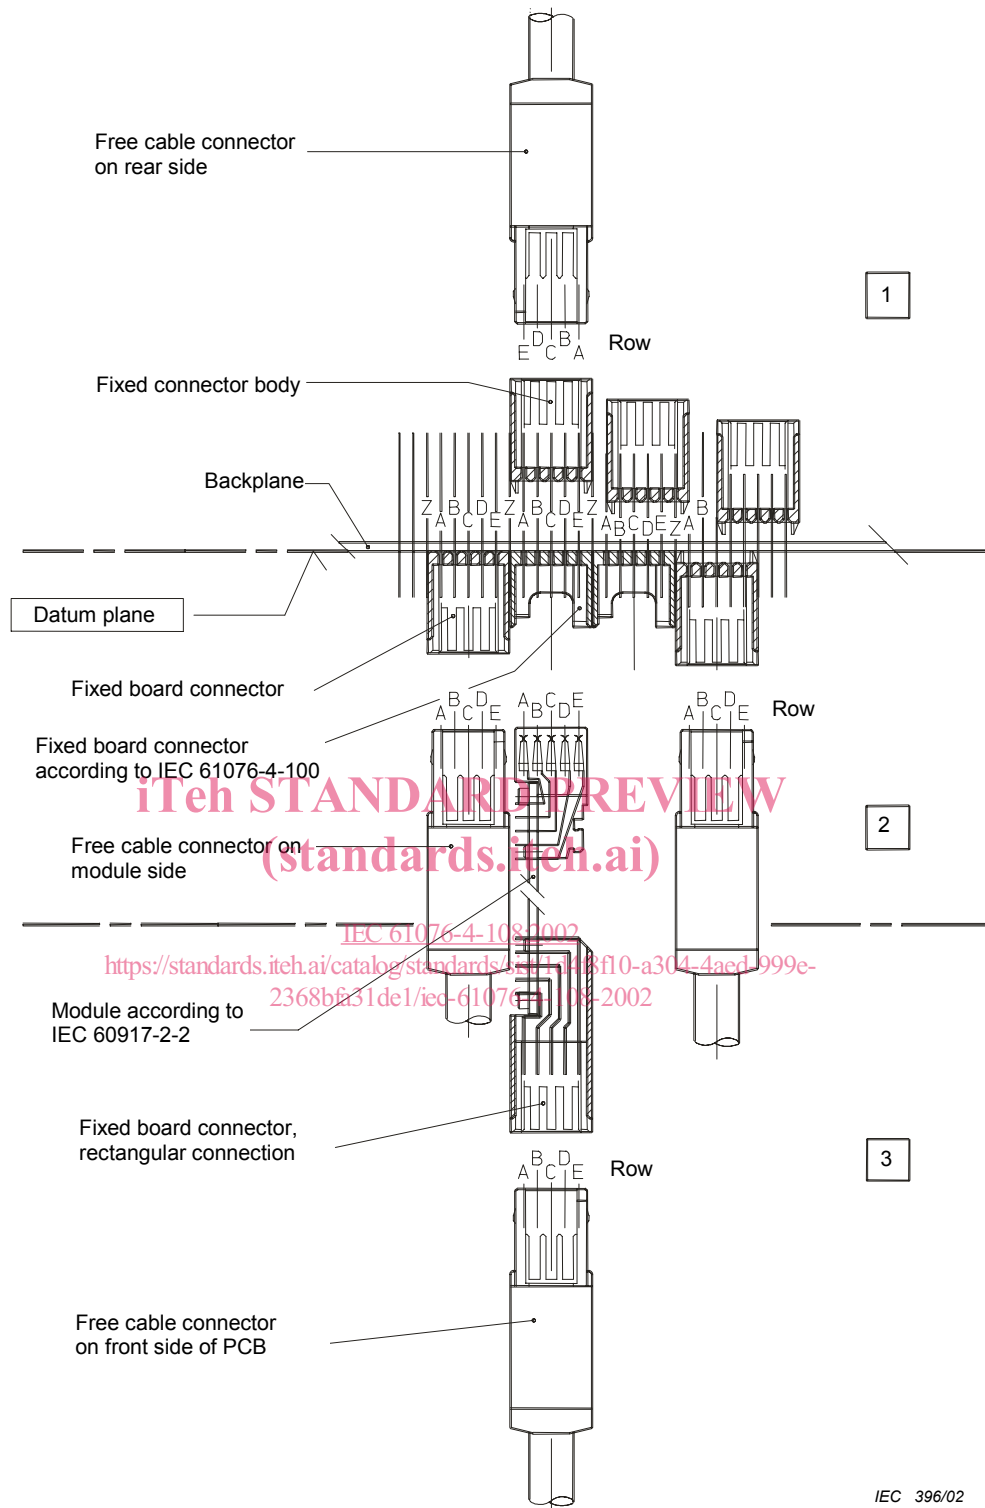 Free cable connector
on rear side
1
E D C B A
Row
Fixed connector body
Backplane
Z A B C D E Z A B C D E Z A B C D E Z A B
Datum plane
Fixed board connector
A B C D E
A B C D E
A B C D E
Row
Fixed board connector
according to IEC 61076-4-100
iTeh STANDARD PREVIEW
2
Free cable connector on
module side
(standards.iteh.ai)
IEC 61076-4-108:2002
https://standards.iteh.ai/catalog/standards/sist/1d4f8f10-a304-4aed-999e-
2368bfa31de1/iec-61076-4-108-2002
Module according to
IEC 60917-2-2
Fixed board connector,
rectangular connection
A B C D E
Row
3
Free cable connector
on front side of PCB
IEC 396/02